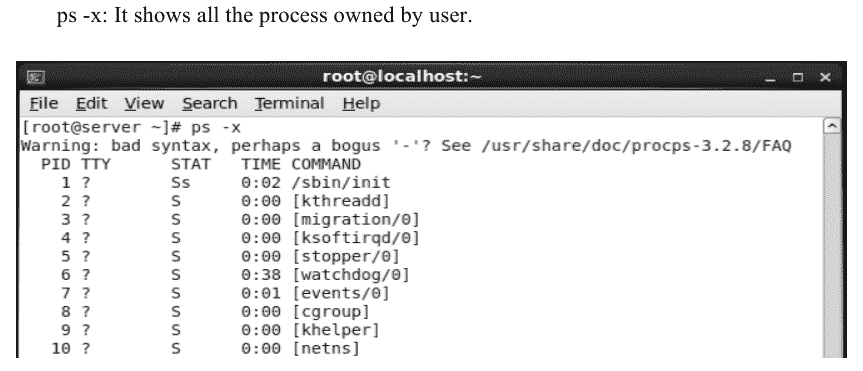 ps -x: It shows all the process owned by user.
root@localhost:~
File Edit View Search Terminal Help
[root@server ~]# ps -x
Warning: bad syntax, perhaps a bogus '-'? See /usr/share/doc/procps-3.2.8/FAQ
PID TTY STAT TIME COMMAND
1 ? Ss 0:02 /sbin/init
2 ? S 0:00 [kthreadd]
3 ? S 0:00 [migration/0]
4 ? S 0:00 [ksoftirqd/0]
5 ? S 0:00 [stopper/0]
6 ? S 0:38 [watchdog/0]
7 ? S 0:01 [events/0]
8 ? S 0:00 [cgroup]
9 ? S 0:00 [khelper]
10 ? S 0:00 [netns]